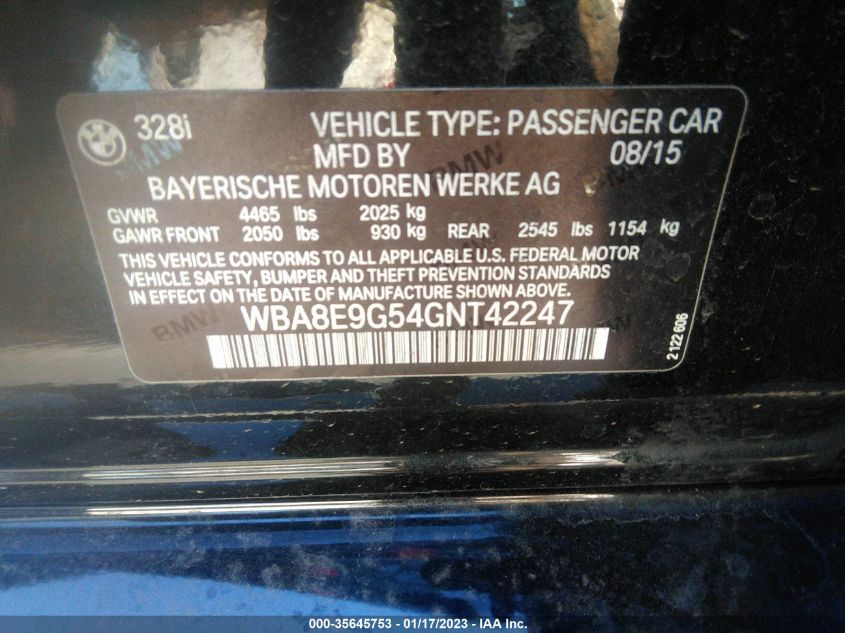 328i VEHICLE TYPE: PASSENGER CAR
MFD BY 08/15
BAYERISCHE MOTOREN WERKE AG
GVWR 4465 lbs 2025 kg
GAWR FRONT 2050 lbs 930 kg REAR 2545 lbs 1154 kg
THIS VEHICLE CONFORMS TO ALL APPLICABLE U.S. FEDERAL MOTOR
VEHICLE SAFETY, BUMPER AND THEFT PREVENTION STANDARDS
IN EFFECT ON THE DATE OF MANUFACTURE SHOWN ABOVE.
WBA8E9G54GNT42247
2122606
BMW
BMW
BMW
000-35645753 - 01/17/2023 - IAA Inc.